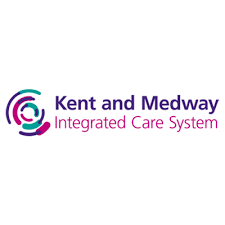 Kent and Medway
Integrated Care System